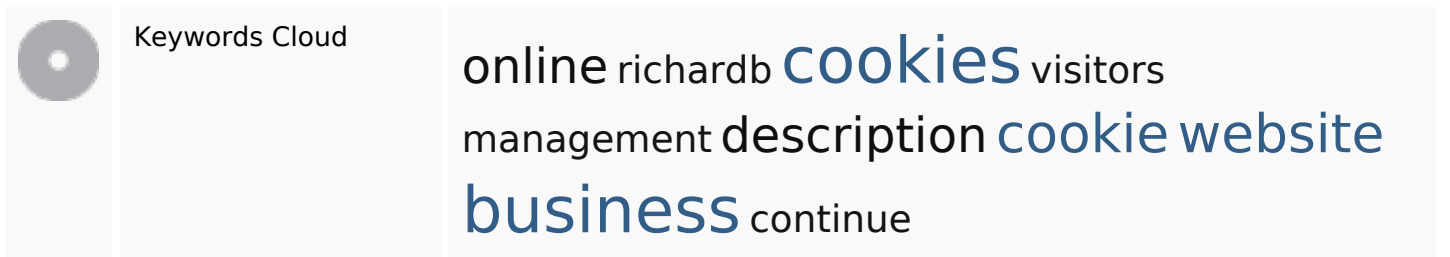 Keywords Cloud
online richardb cookies visitors
management description cookie website
business continue